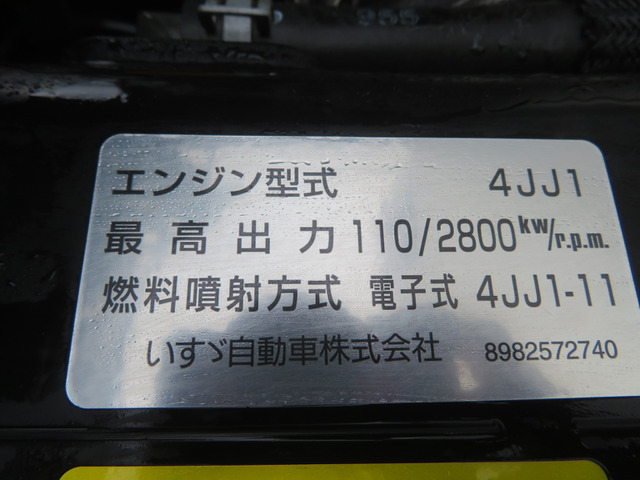 355
エンジン型式 4JJ1
最高出力 110/2800 kw/r.p.m.
燃料噴射方式 電子式 4JJ1-11
いすゞ自動車株式会社 8982572740